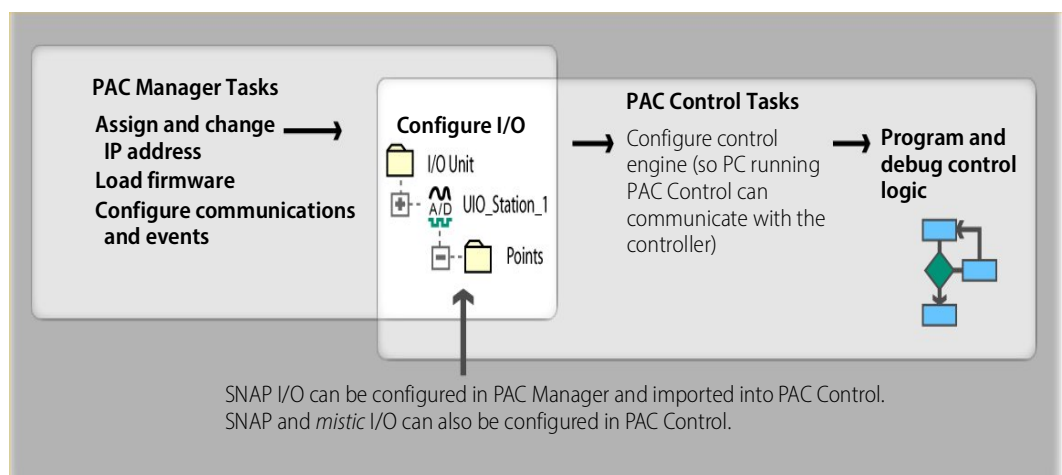 PAC Manager Tasks
Assign and change
IP address
Load firmware
Configure communications
and events
Configure I/O
I/O Unit
A/D
UIO_Station_1
Points
PAC Control Tasks
Configure control
engine (so PC running
PAC Control can
communicate with the
controller)
Program and
debug control
logic
SNAP I/O can be configured in PAC Manager and imported into PAC Control.
SNAP and mistic I/O can also be configured in PAC Control.